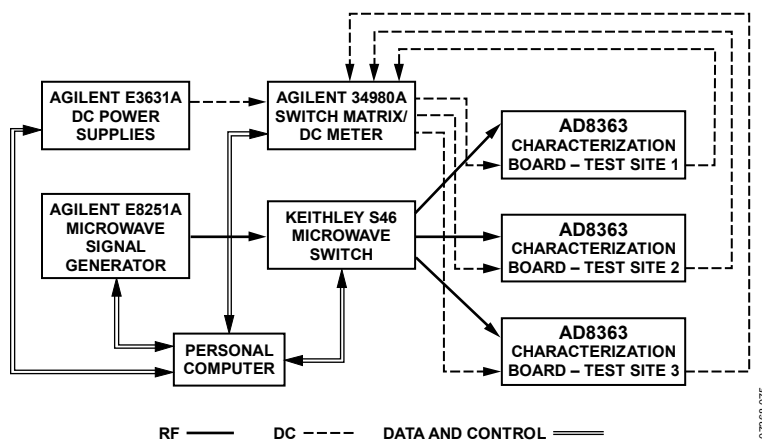 AGILENT E3631A
DC POWER
SUPPLIES
AGILENT 34980A
SWITCH MATRIX/
DC METER
AD8363
CHARACTERIZATION
BOARD – TEST SITE 1
AGILENT E8251A
MICROWAVE
SIGNAL
GENERATOR
KEITHLEY S46
MICROWAVE
SWITCH
AD8363
CHARACTERIZATION
BOARD – TEST SITE 2
PERSONAL
COMPUTER
AD8363
CHARACTERIZATION
BOARD – TEST SITE 3
RF DC DATA AND CONTROL